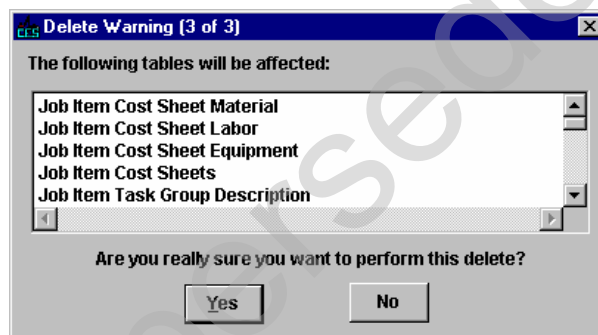 CES Delete Warning (3 of 3)
The following tables will be affected:
Job Item Cost Sheet Material
Job Item Cost Sheet Labor
Job Item Cost Sheet Equipment
Job Item Cost Sheets
Job Item Task Group Description
Are you really sure you want to perform this delete?
Yes
No